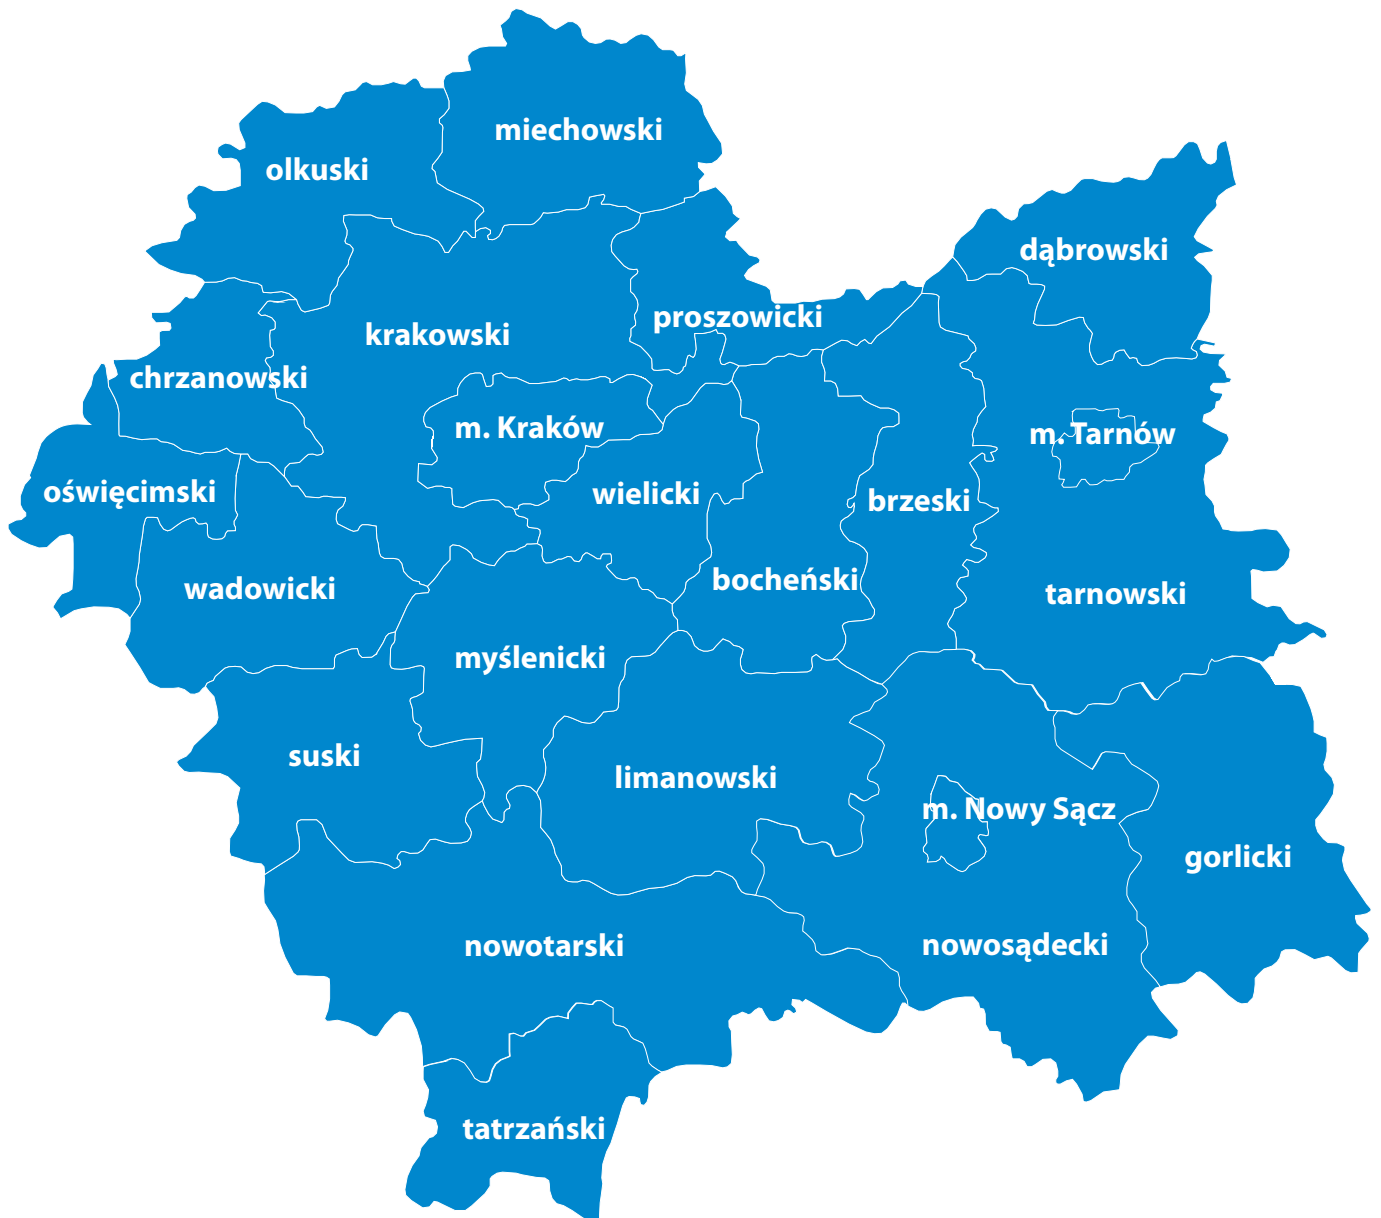 miechowski
olkuski
dąbrowski
proszowicki
krakowski
chrzanowski
m. Kraków
m. Tarnów
oświęcimski
wielicki
brzeski
bocheński
wadowicki
tarnowski
myślenicki
suski
limanowski
m. Nowy Sącz
gorlicki
nowotarski
nowosądecki
tatrzański